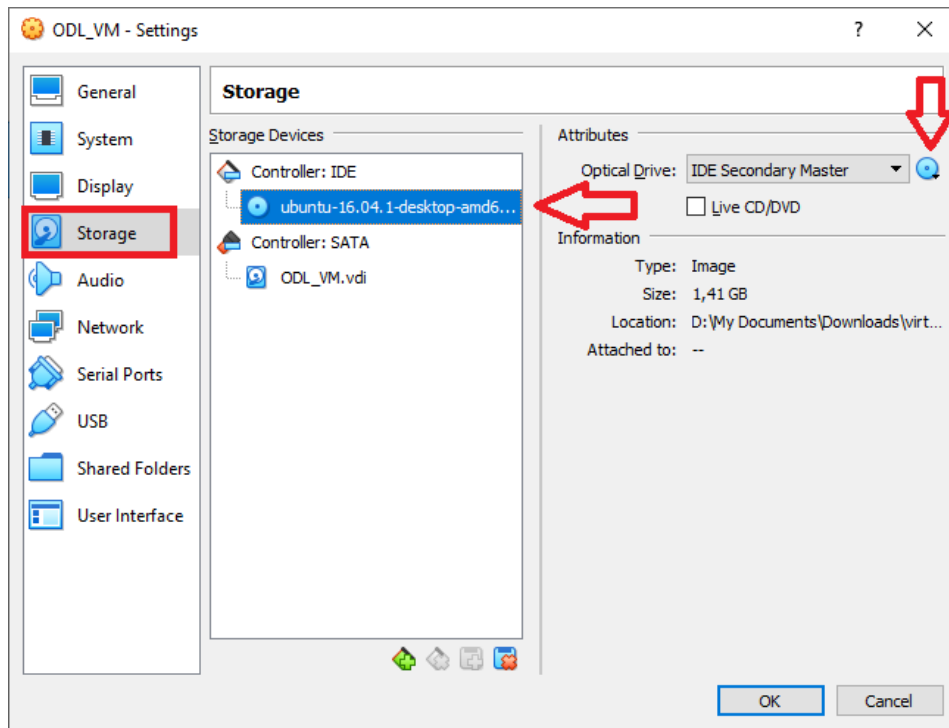 ODL_VM - Settings
General
System
Display
Storage
Audio
Network
Serial Ports
USB
Shared Folders
User Interface
Storage
Storage Devices
Controller: IDE
ubuntu-16.04.1-desktop-amd6...
Controller: SATA
ODL_VM.vdi
Attributes
Optical Drive: IDE Secondary Master
Live CD/DVD
Information
Type: Image
Size: 1,41 GB
Location: D:\My Documents\Downloads\virt...
Attached to: --
OK Cancel